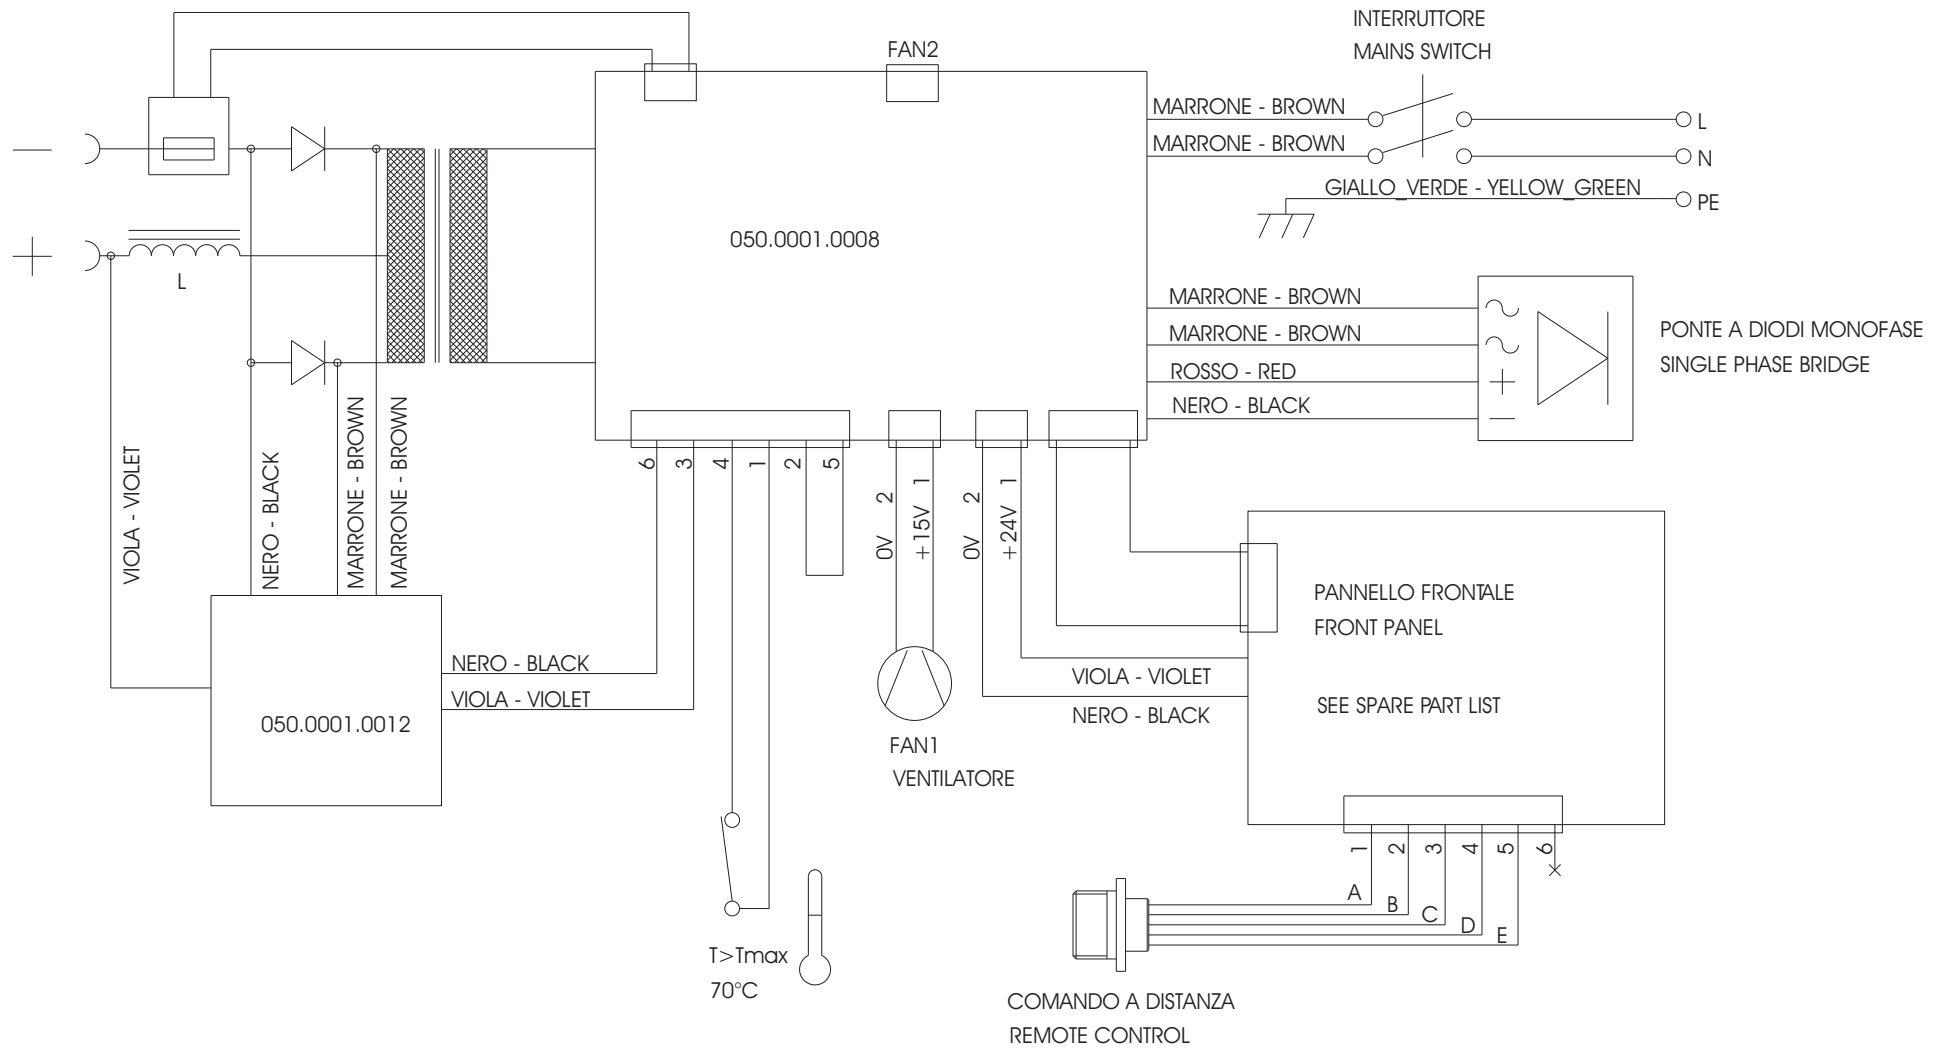 INTERRUTTORE
MAINS SWITCH
FAN2
MARRONE - BROWN
L
MARRONE - BROWN
N
GIALLO_VERDE - YELLOW_GREEN
PE
050.0001.0008
L
MARRONE - BROWN
MARRONE - BROWN
ROSSO - RED
NERO - BLACK
PONTE A DIODI MONOFASE
SINGLE PHASE BRIDGE
VIOLA - VIOLET
NERO - BLACK
MARRONE - BROWN
MARRONE - BROWN
6
3
4
1
2
5
0V 2
+15V 1
0V 2
+24V 1
PANNELLO FRONTALE
FRONT PANEL
SEE SPARE PART LIST
NERO - BLACK
VIOLA - VIOLET
VIOLA - VIOLET
NERO - BLACK
050.0001.0012
FAN1
VENTILATORE
1
2
3
4
5
6
A
B
C
D
E
T>Tmax
70°C
COMANDO A DISTANZA
REMOTE CONTROL